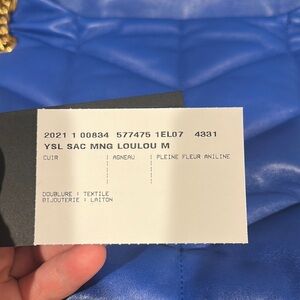 2021 1 00834 577475 1EL07 4331
YSL SAC MNG LOULOU M
CUIR AGNEAU PLEINE FLEUR ANILINE
DOUBLURE : TEXTILE
BIJOUTERIE : LAITON